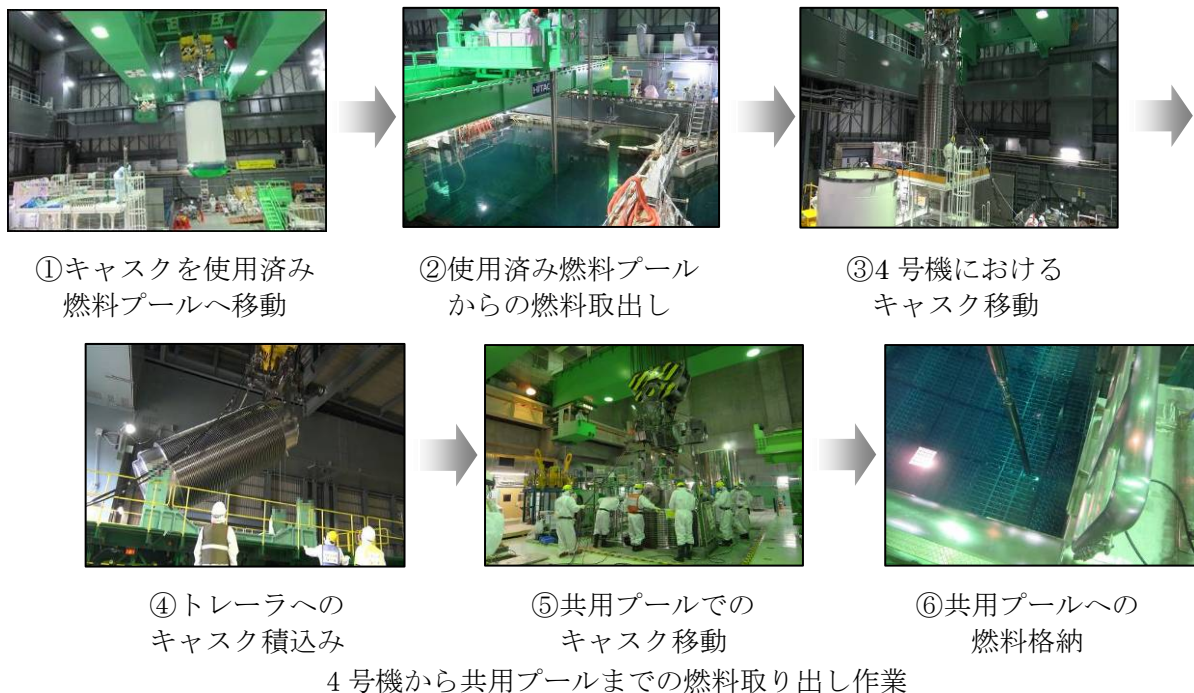 HITAC
①キャスクを使用済み
燃料プールへ移動
②使用済み燃料プール
からの燃料取出し
③4 号機における
キャスク移動
④トレーラへの
キャスク積込み
⑤共用プールでの
キャスク移動
⑥共用プールへの
燃料格納
4 号機から共用プールまでの燃料取り出し作業